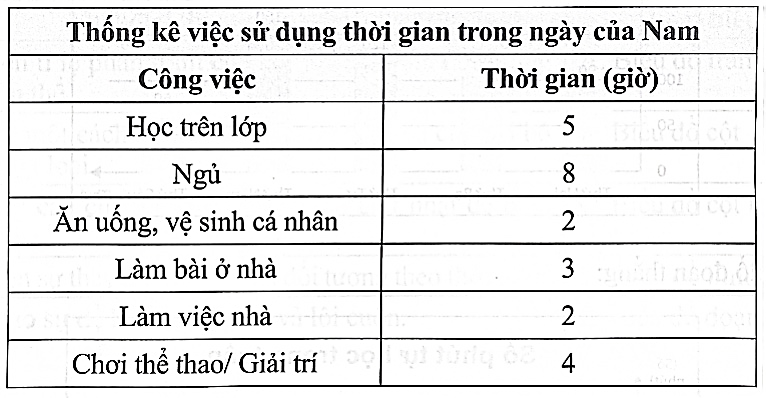 Thống kê việc sử dụng thời gian trong ngày của Nam
Công việc Thời gian (giờ)
Học trên lớp 5
Ngủ 8
Ăn uống, vệ sinh cá nhân 2
Làm bài ở nhà 3
Làm việc nhà 2
Chơi thể thao/ Giải trí 4